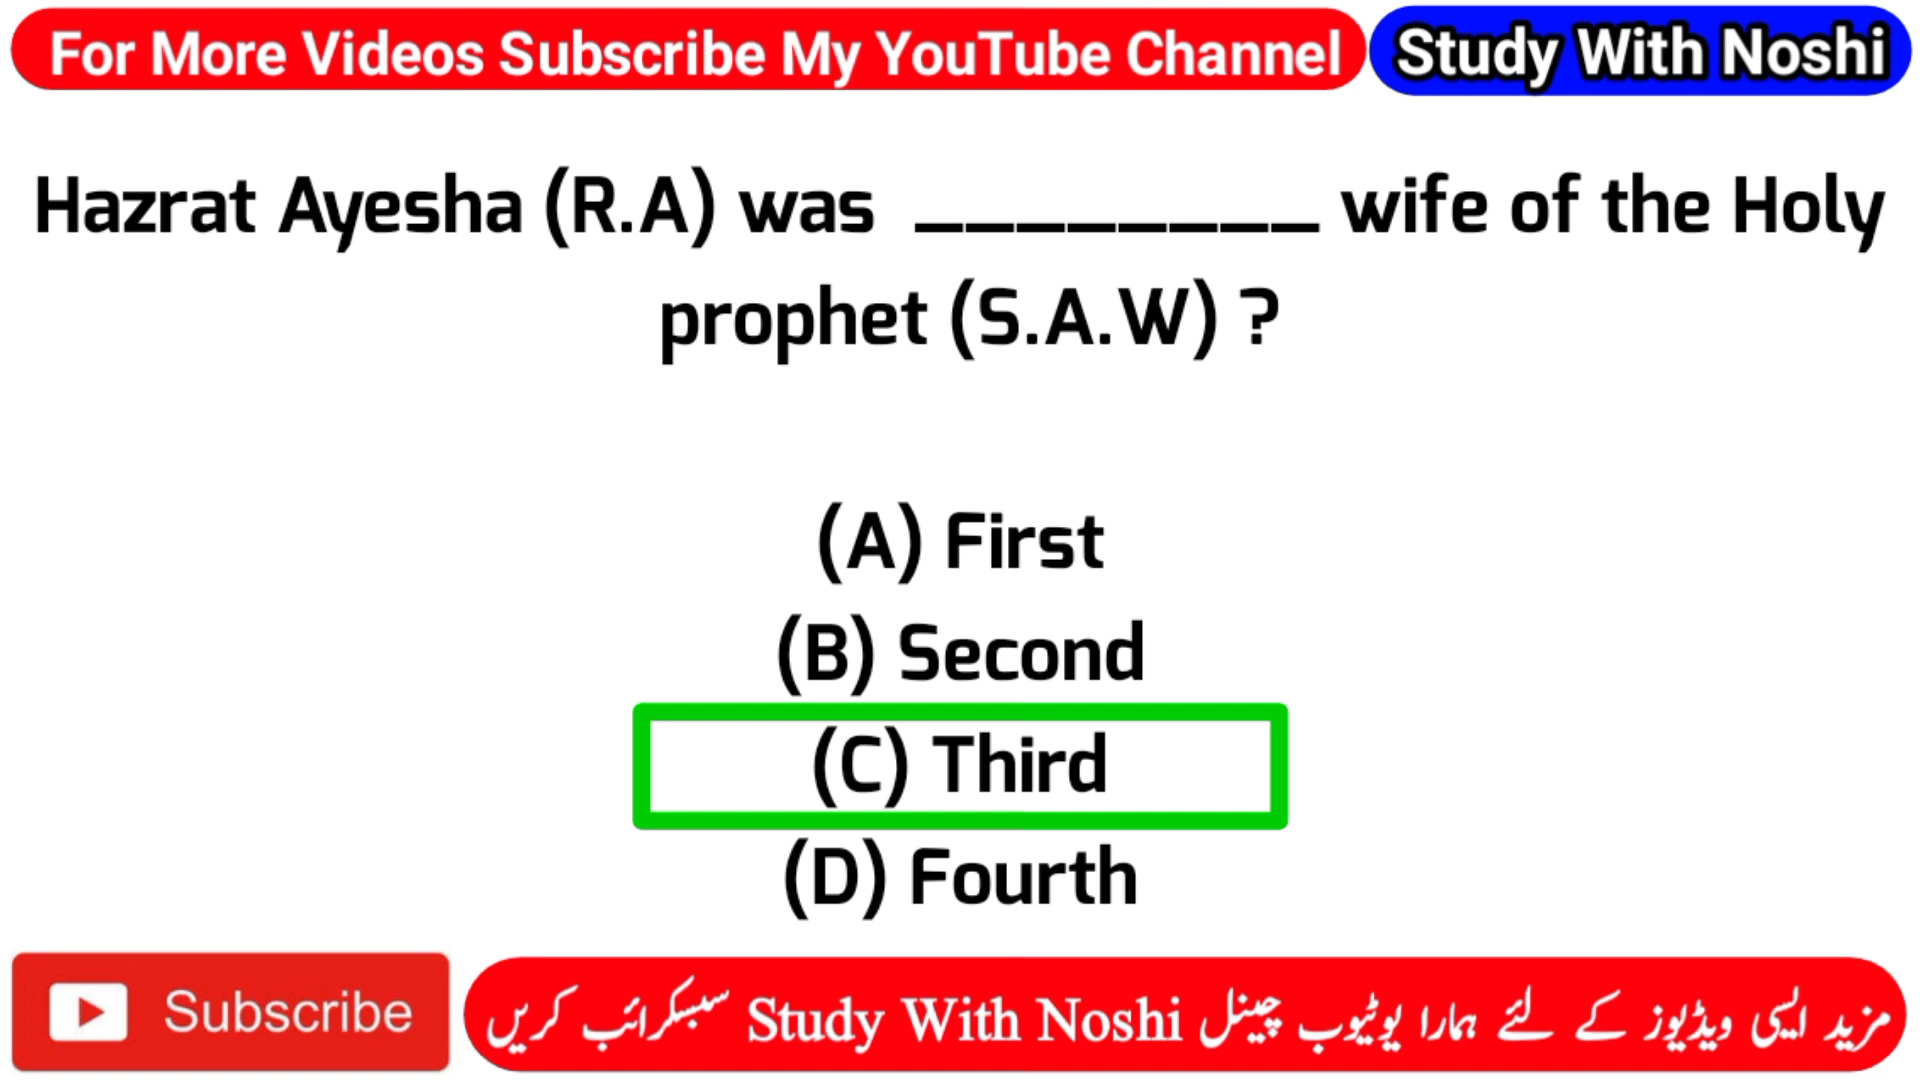 For More Videos Subscribe My YouTube Channel Study With Noshi
Hazrat Ayesha (R.A) was ________ wife of the Holy
prophet (S.A.W) ?
(A) First
(B) Second
(C) Third
(D) Fourth
Subscribe
مزید ایسی ویڈیوز کے لئے ہمارا یوٹیوب چینل Study With Noshi سبسکرائب کریں